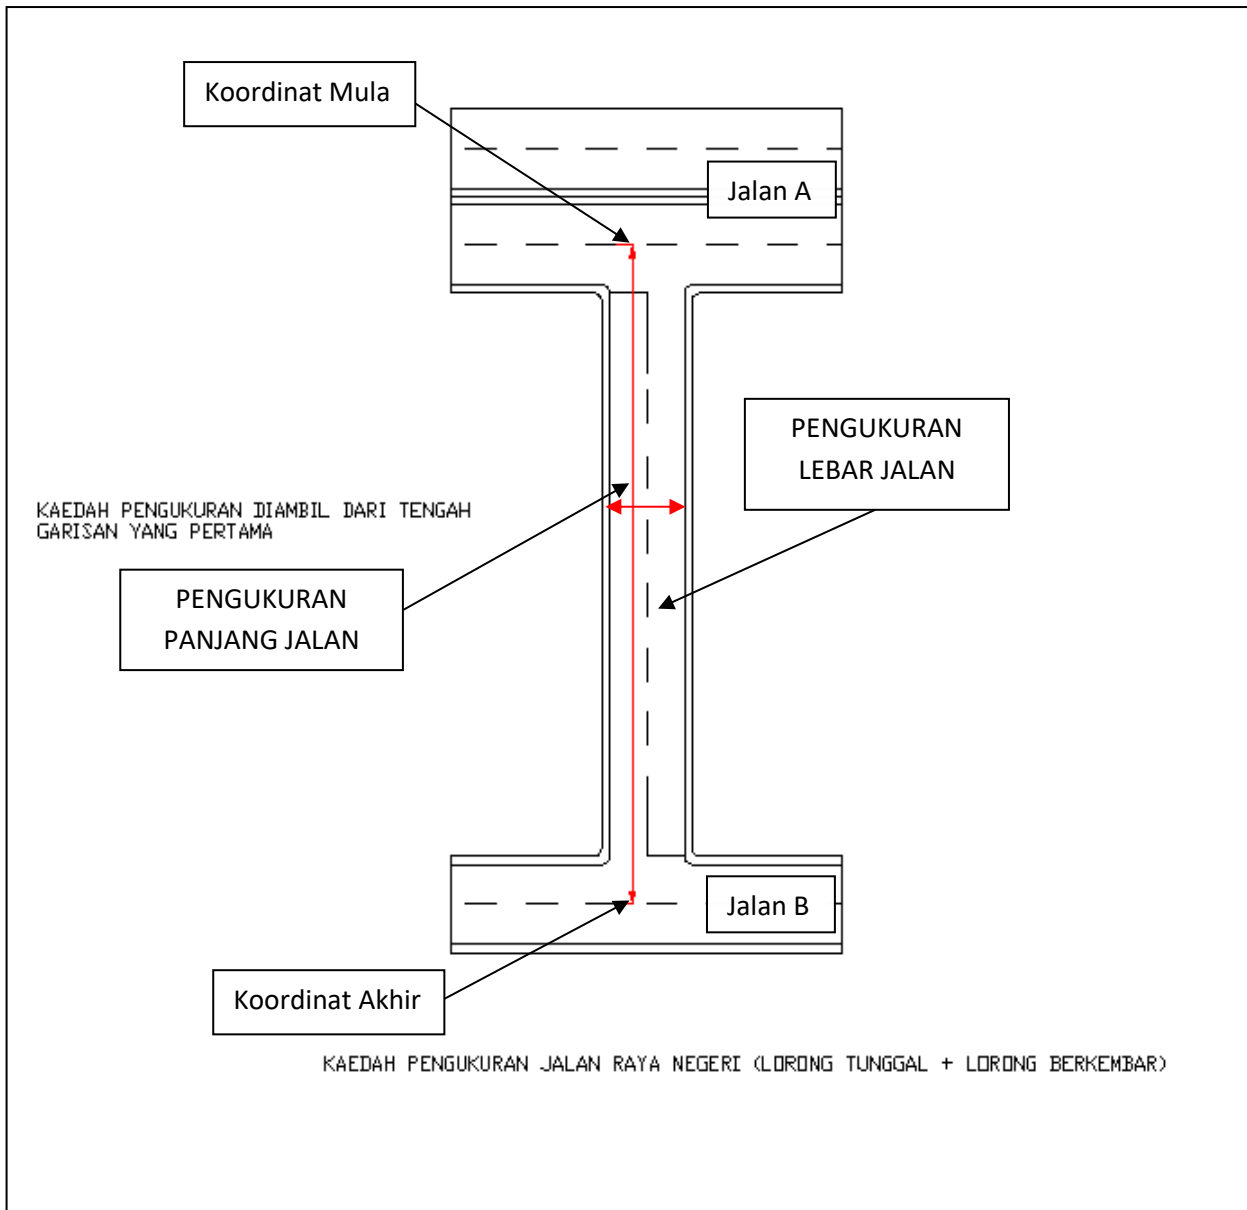 Koordinat Mula
Jalan A
PENGUKURAN
LEBAR JALAN
KAEDAH PENGUKURAN DIAMBIL DARI TENGAH
GARISAN YANG PERTAMA
PENGUKURAN
PANJANG JALAN
Jalan B
Koordinat Akhir
KAEDAH PENGUKURAN JALAN RAYA NEGERI (LORONG TUNGGAL + LORONG BERKEMBAR)